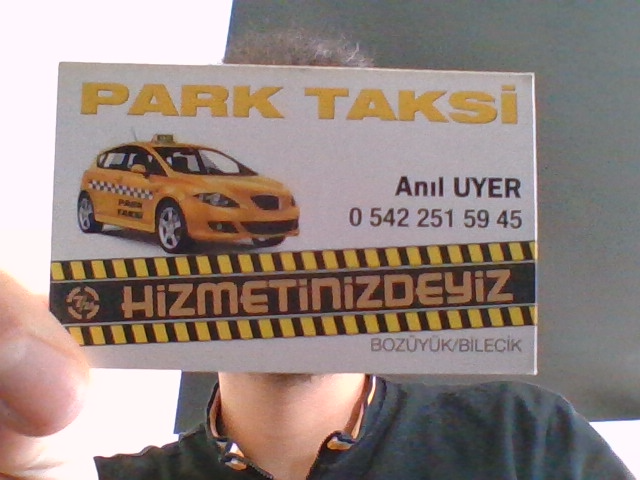 PARK TAKSİ
PARK
TAKSİ
Anıl UYER
0 542 251 59 45
HİZMETİNİZDEYİZ
BOZÜYÜK/BİLECİK